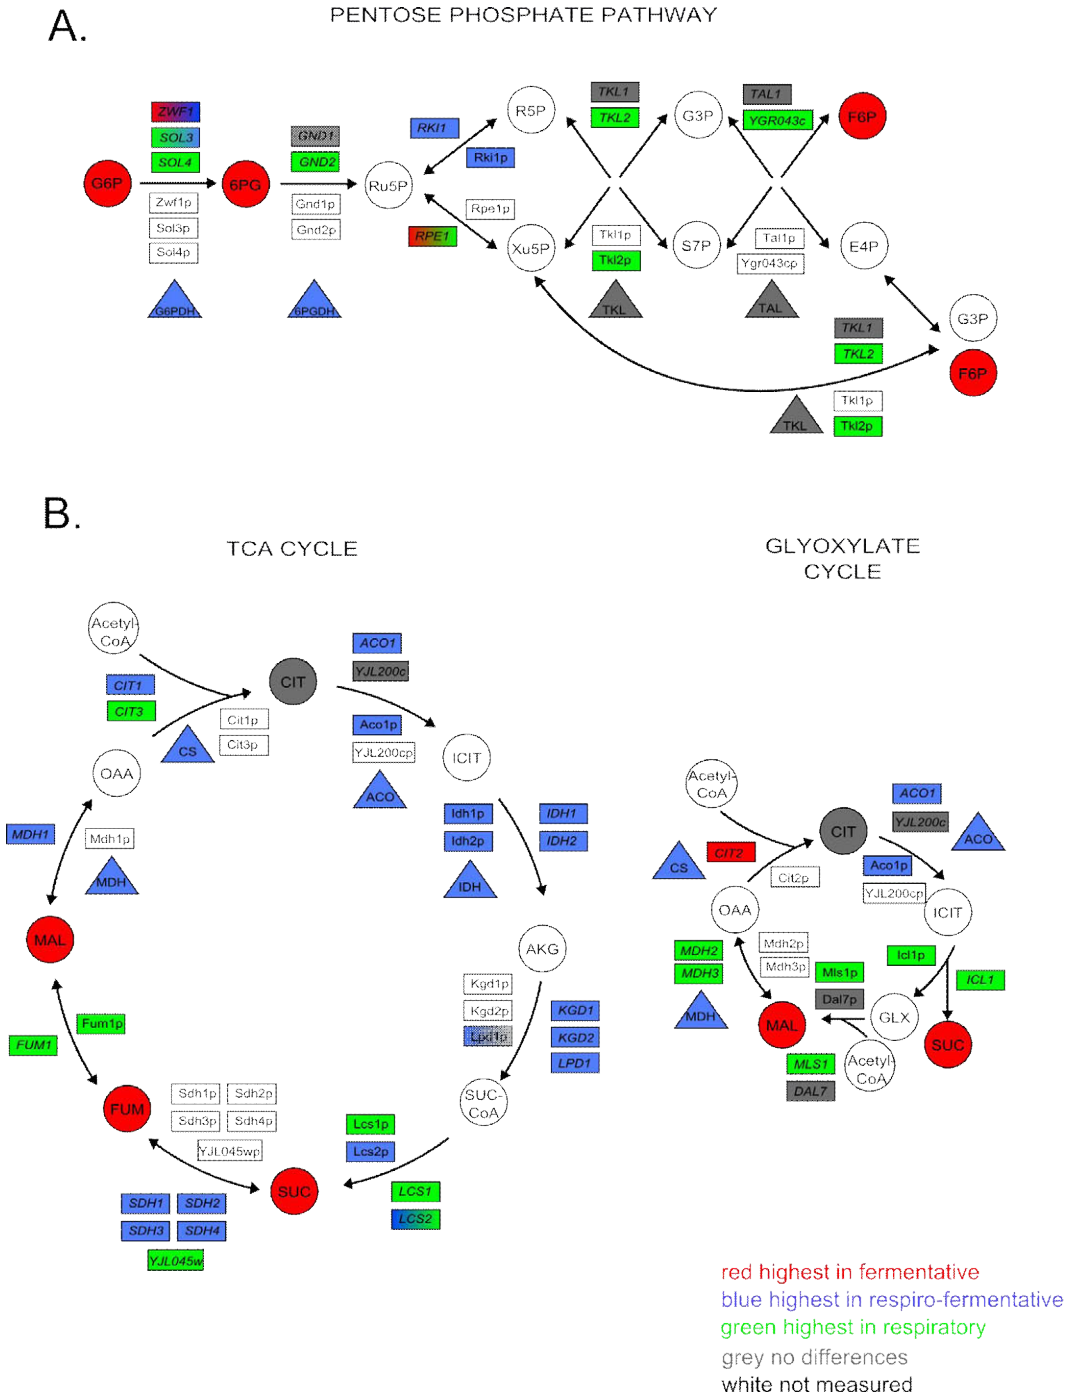 A.
PENTOSE PHOSPHATE PATHWAY
ZWF1
SOL3
SOL4
G6P
Zwf1p
Sol3p
Sol4p
G6PDH
6PG
GND1
GND2
Gnd1p
Gnd2p
6PGDH
Ru5P
RKI1
Rki1p
Rpe1p
RPE1
R5P
Xu5P
TKL1
TKL2
Tkl1p
Tkl2p
TKL
G3P
S7P
TAL1
YGR043c
Tal1p
Ygr043cp
TAL
F6P
E4P
G3P
F6P
TKL1
TKL2
Tkl1p
Tkl2p
TKL
B.
TCA CYCLE
Acetyl-
CoA
CIT1
CIT3
Cit1p
Cit3p
CS
OAA
CIT
ACO1
YJL200c
Aco1p
YJL200cp
ACO
ICIT
Idh1p
Idh2p
IDH
IDH1
IDH2
AKG
Kgd1p
Kgd2p
Lpd1p
KGD1
KGD2
LPD1
SUC-
CoA
Lcs1p
Lcs2p
LCS1
LCS2
SUC
Sdh1p
Sdh2p
Sdh3p
Sdh4p
YJL045wp
SDH1
SDH2
SDH3
SDH4
YJL045w
FUM
Fum1p
FUM1
MAL
MDH1
Mdh1p
MDH
GLYOXYLATE
CYCLE
Acetyl-
CoA
CS
CIT2
Cit2p
CIT
ACO1
YJL200c
ACO
Aco1p
YJL200cp
OAA
ICIT
MDH2
MDH3
Mdh2p
Mdh3p
MDH
Icl1p
ICL1
Mls1p
Dal7p
MAL
GLX
SUC
Acetyl-
CoA
MLS1
DAL7
red highest in fermentative
blue highest in respiro-fermentative
green highest in respiratory
grey no differences
white not measured